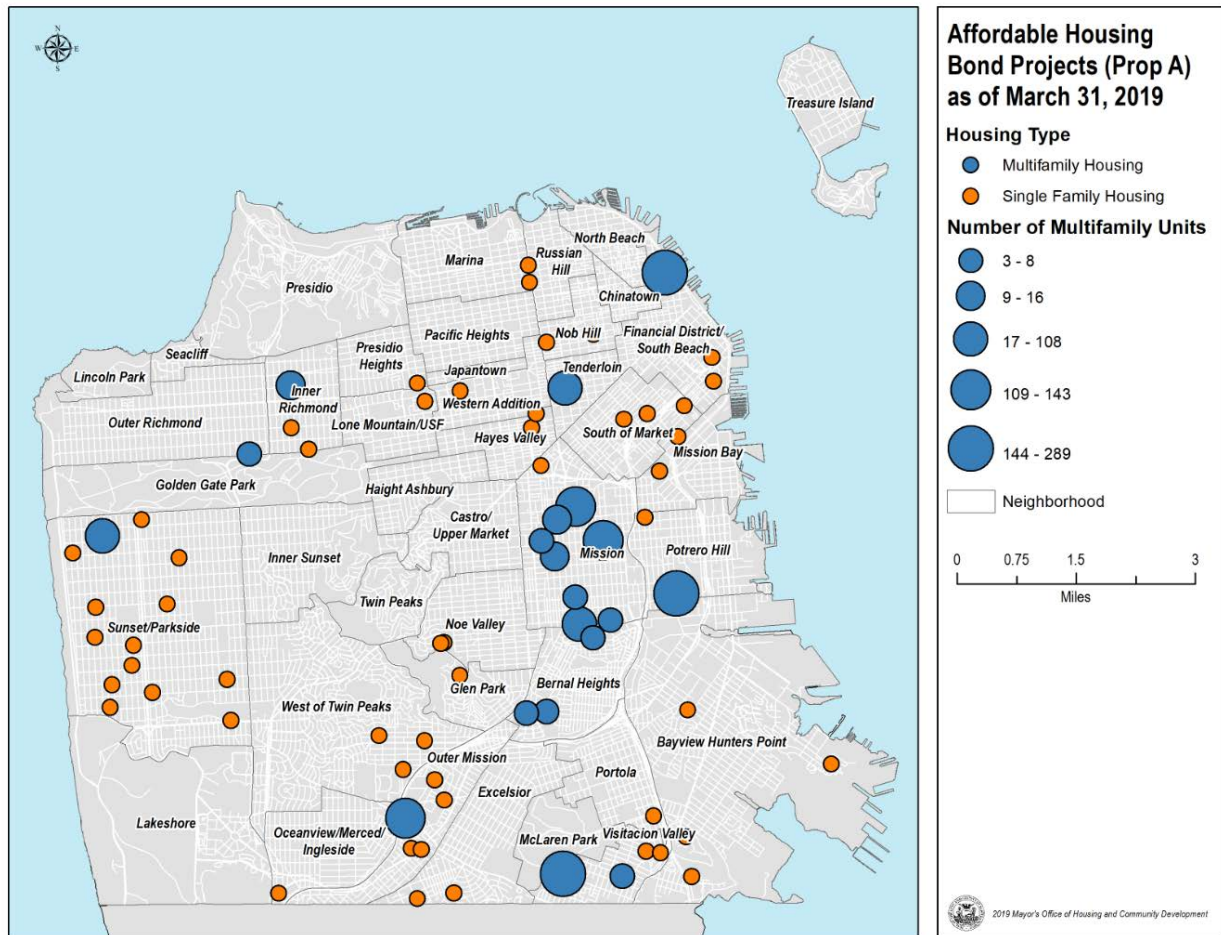 N
W
E
S
Treasure Island
North Beach
Russian
Hill
Marina
Chinatown
Presidio
Nob Hill
Financial District/
South Beach
Pacific Heights
Seacliff
Presidio
Heights
Japantown
Tenderloin
Lincoln Park
Inner
Richmond
Western Addition
Outer Richmond
Lone Mountain/USF
Hayes Valley
South of Market
Mission Bay
Golden Gate Park
Haight Ashbury
Castro/
Upper Market
Inner Sunset
Mission
Potrero Hill
Twin Peaks
Sunset/Parkside
Noe Valley
Glen Park
Bernal Heights
West of Twin Peaks
Bayview Hunters Point
Outer Mission
Portola
Excelsior
Lakeshore
Oceanview/Merced/
Ingleside
McLaren Park
Visitacion Valley
Affordable Housing
Bond Projects (Prop A)
as of March 31, 2019
Housing Type
Multifamily Housing
Single Family Housing
Number of Multifamily Units
3 - 8
9 - 16
17 - 108
109 - 143
144 - 289
Neighborhood
0 0.75 1.5 3
Miles
2019 Mayor's Office of Housing and Community Development